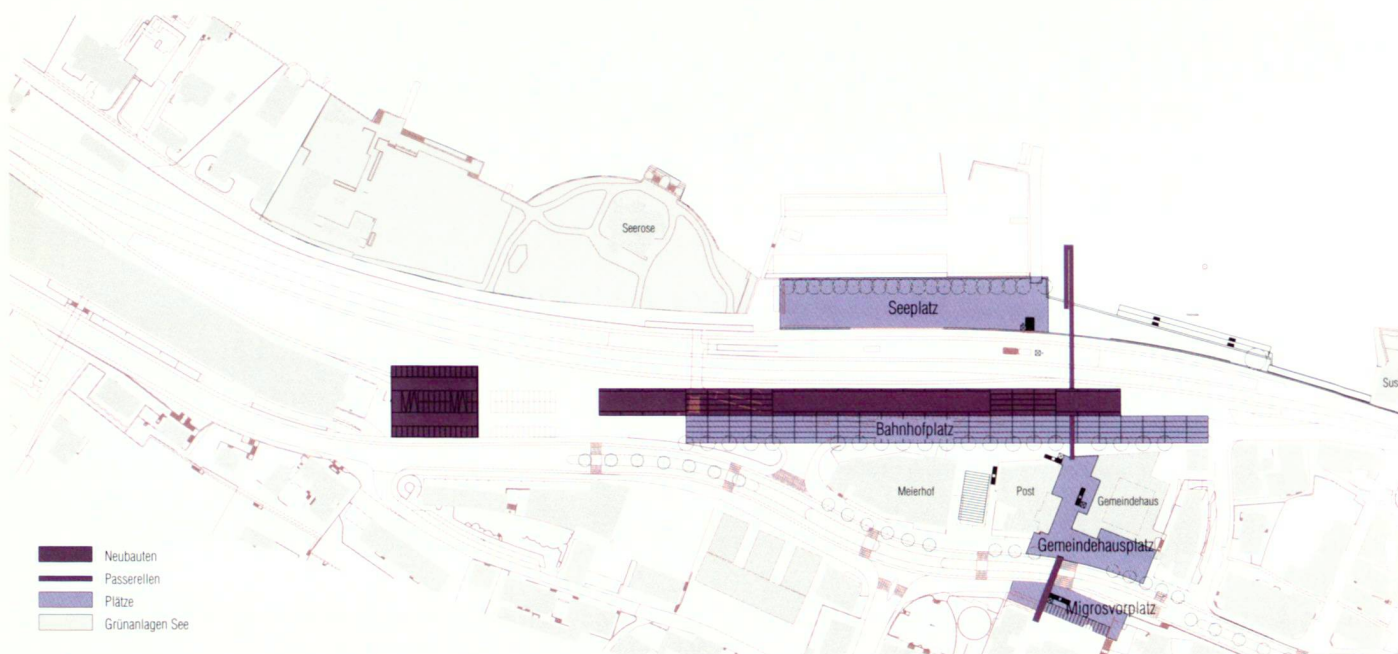 Seerose
Seeplatz
Bahnhofplatz
Meierhof
Post
Gemeindehaus
Gemeindehausplatz
Migrosvorplatz
Neubauten
Passerellen
Plätze
Grünanlagen See